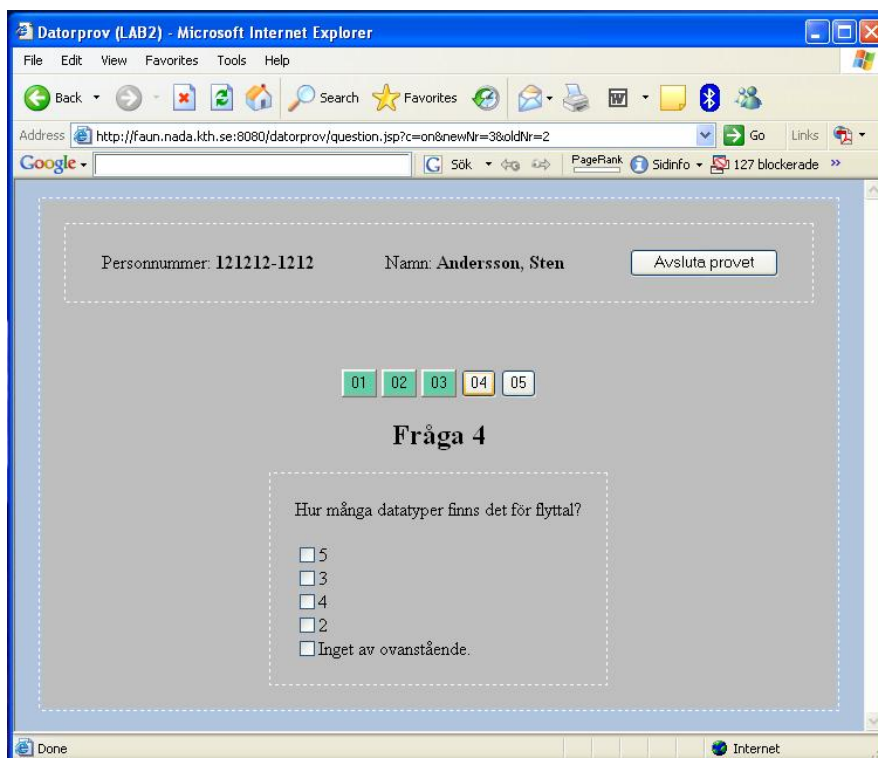 Datorprov (LAB2) - Microsoft Internet Explorer
File Edit View Favorites Tools Help
Back Search Favorites
Address http://faun.nada.kth.se:8080/datorprov/question.jsp?c=on&newNr=3&oldNr=2 Go Links
Google G Sök PageRank Sidinfo 127 blockerade »
Personnummer: 121212-1212 Namn: Andersson, Sten Avsluta provet
01 02 03 04 05
Fråga 4
Hur många datatyper finns det för flyttal?
5
3
4
2
Inget av ovanstående.
Done Internet